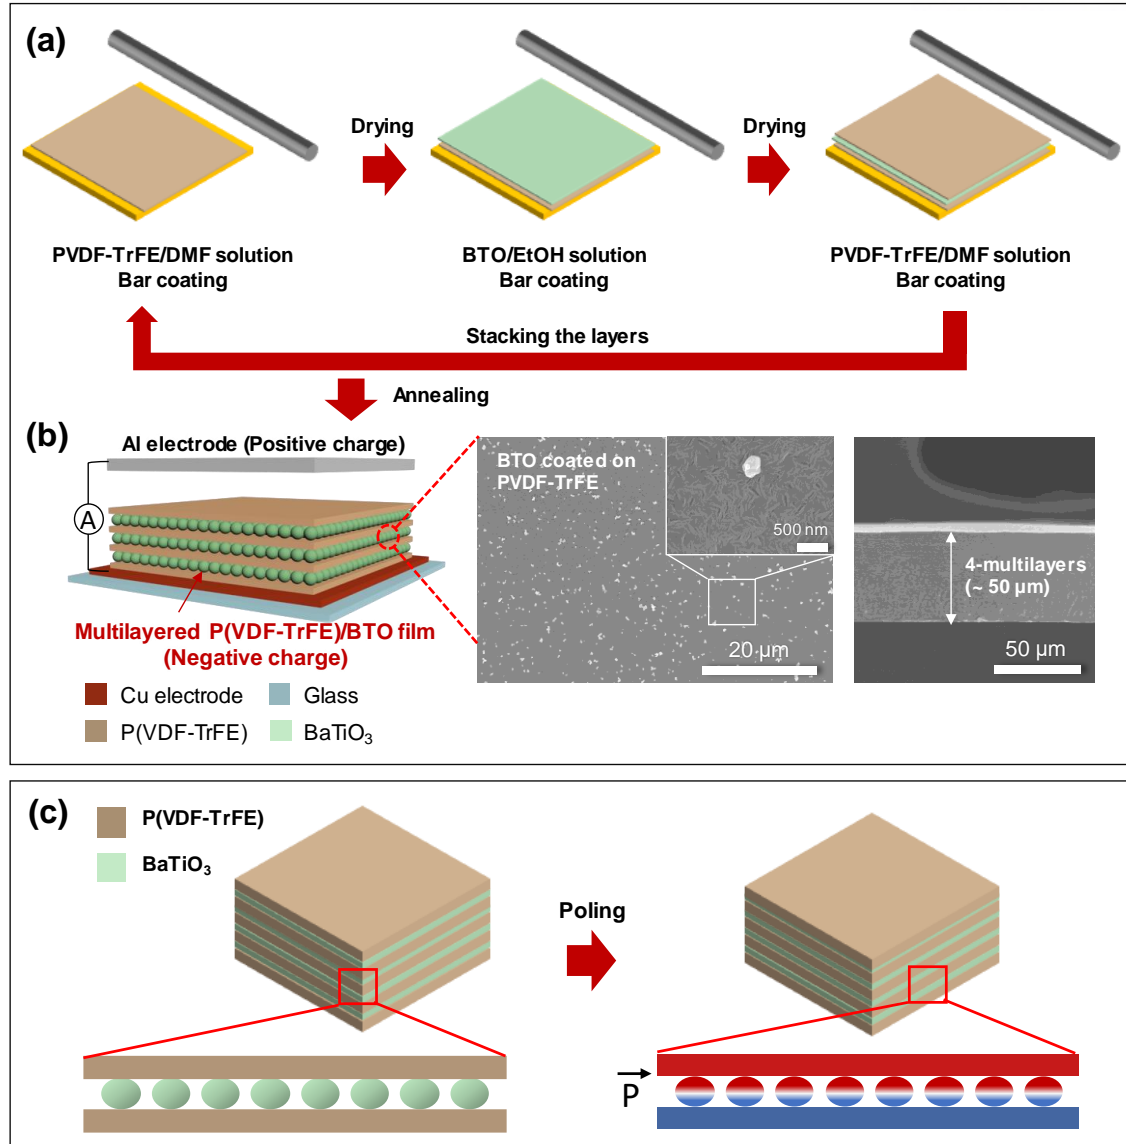 (a)
Drying
Drying
PVDF-TrFE/DMF solution
Bar coating
BTO/EtOH solution
Bar coating
PVDF-TrFE/DMF solution
Bar coating
Stacking the layers
Annealing
(b)
Al electrode (Positive charge)
A
Multilayered P(VDF-TrFE)/BTO film
(Negative charge)
Cu electrode
Glass
P(VDF-TrFE)
BaTiO₃
BTO coated on
PVDF-TrFE
500 nm
20 µm
4-multilayers
(~ 50 µm)
50 µm
(c)
P(VDF-TrFE)
BaTiO₃
Poling
P